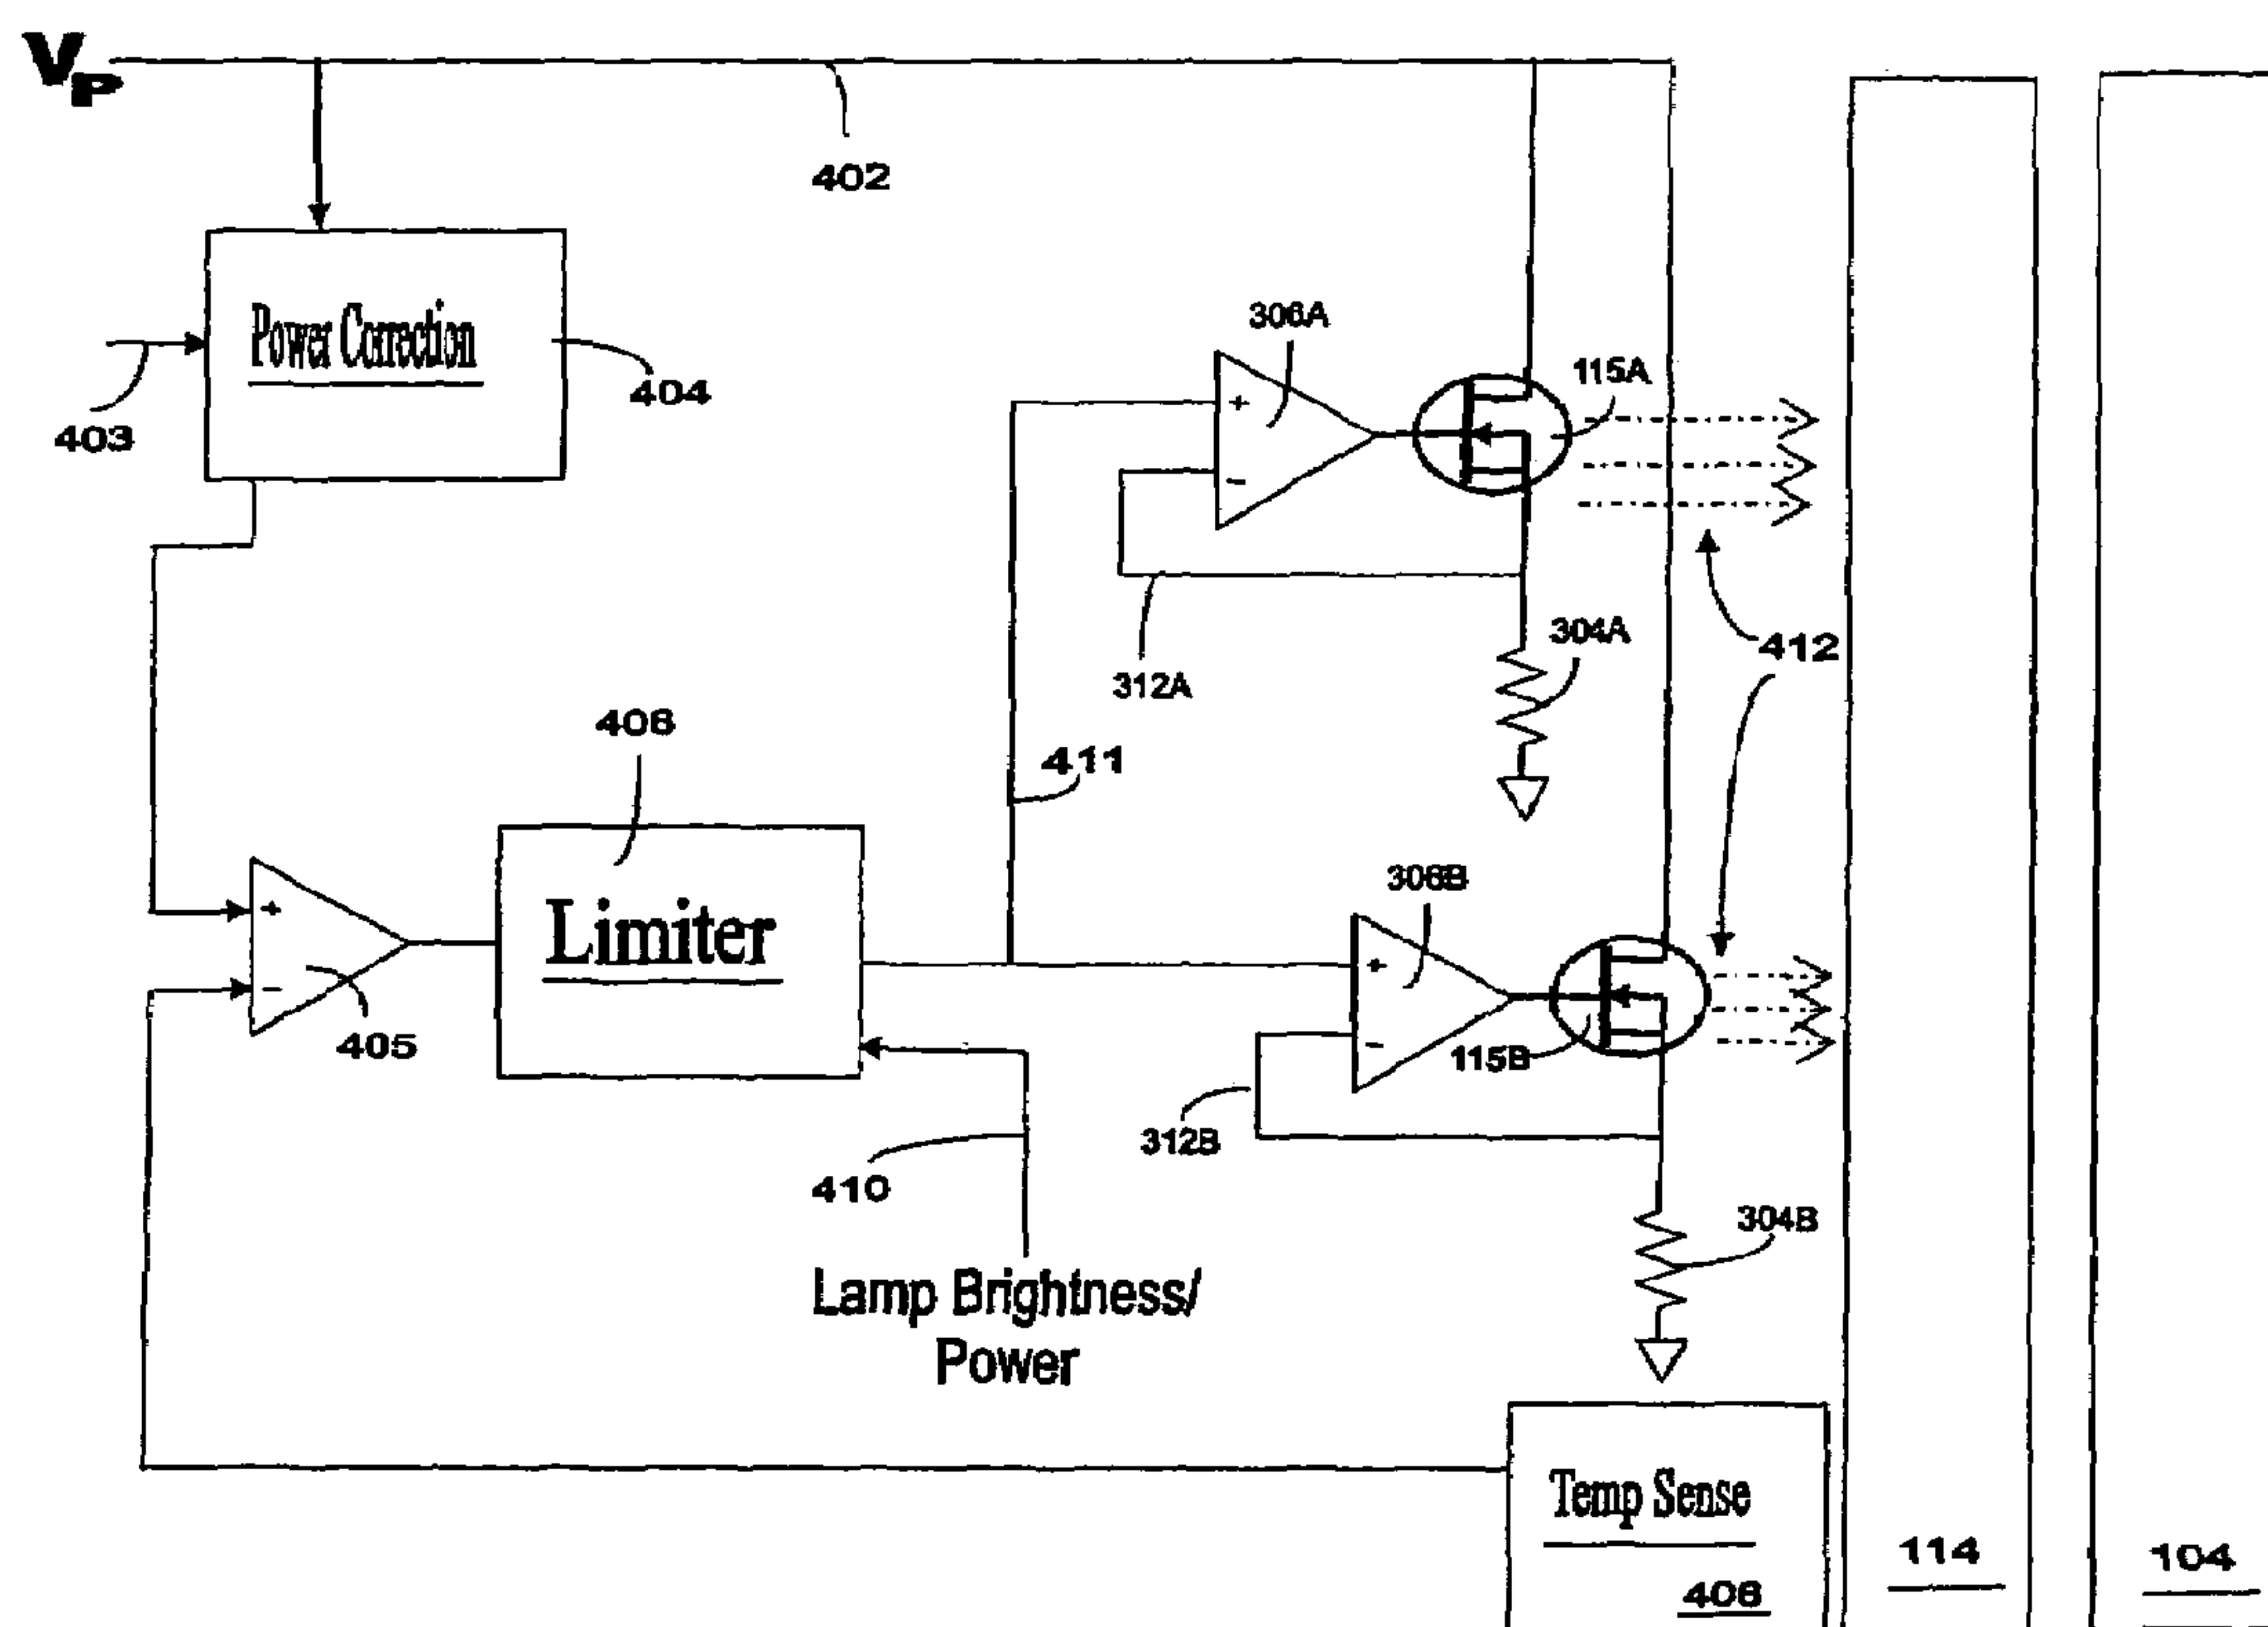 VP
402
Power Correction
404
403
306A
115A
412
304A
312A
408
411
Limiter
306B
+
-
+
-
+
-
405
115B
312B
410
304B
Lamp Brightness/
Power
Temp Sense
406
114
104